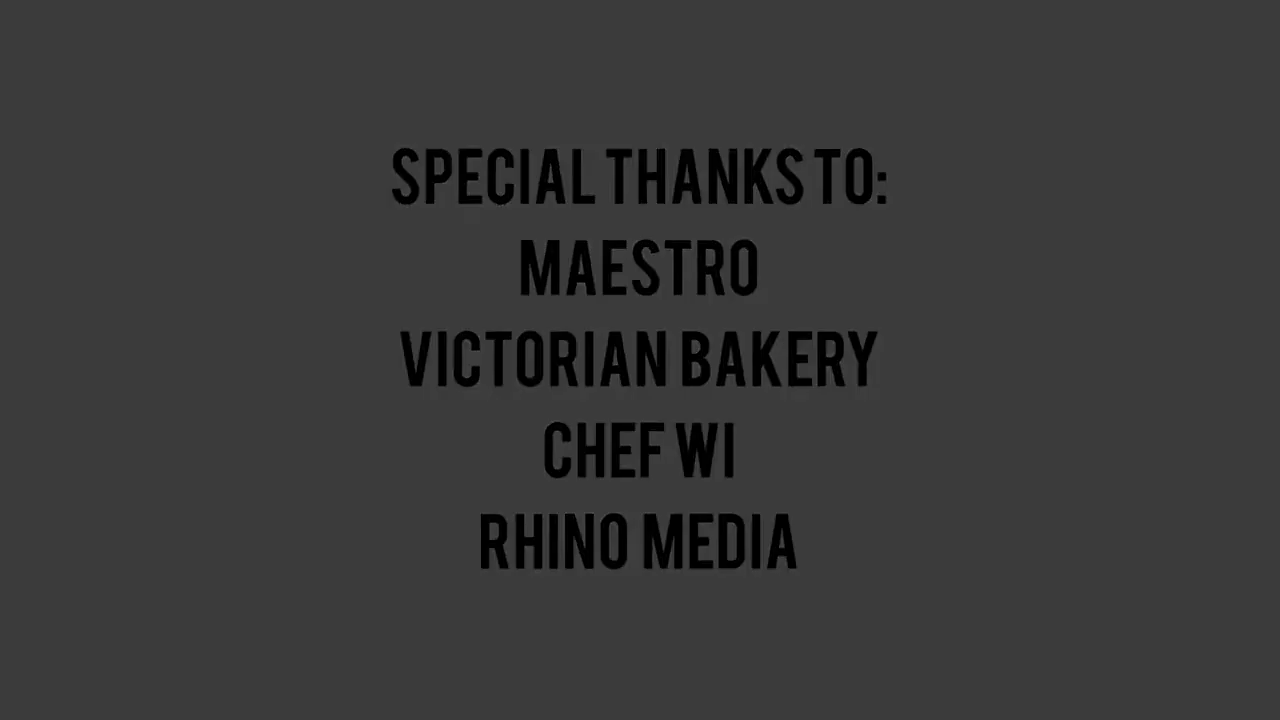 SPECIAL THANKS TO:
MAESTRO
VICTORIAN BAKERY
CHEF WI
RHINO MEDIA